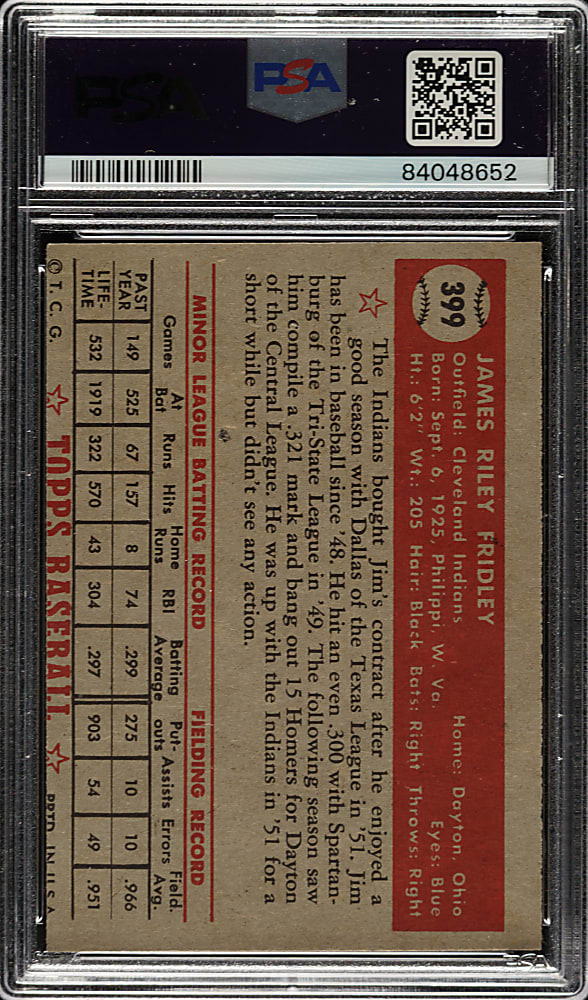 PSA
PSA
84048652
399
JAMES RILEY FRIDLEY
Outfield: Cleveland Indians Home: Dayton, Ohio
Born: Sept. 6, 1925, Philippi, W. Va. Eyes: Blue
Ht.: 6'2" Wt.: 205 Hair: Black Bats: Right Throws: Right
The Indians bought Jim's contract after he enjoyed a
good season with Dallas of the Texas League in '51. Jim
has been in baseball since '48. He hit an even .300 with Spartan-
burg of the Tri-State League in '49. The following season saw
him compile a .321 mark and bang out 15 Homers for Dayton
of the Central League. He was up with the Indians in '51 for a
short while but didn't see any action.
MINOR LEAGUE BATTING RECORD FIELDING RECORD
Games At Bat Runs Hits Home Runs RBI Batting Average Put-outs Assists Errors Field. Avg.
PAST YEAR 149 525 67 157 8 74 .299 275 10 10 .966
LIFE-TIME 532 1919 322 570 43 304 .297 903 54 49 .951
© T. C. G. TOPPS BASEBALL PRTD. IN U.S.A.
PSA